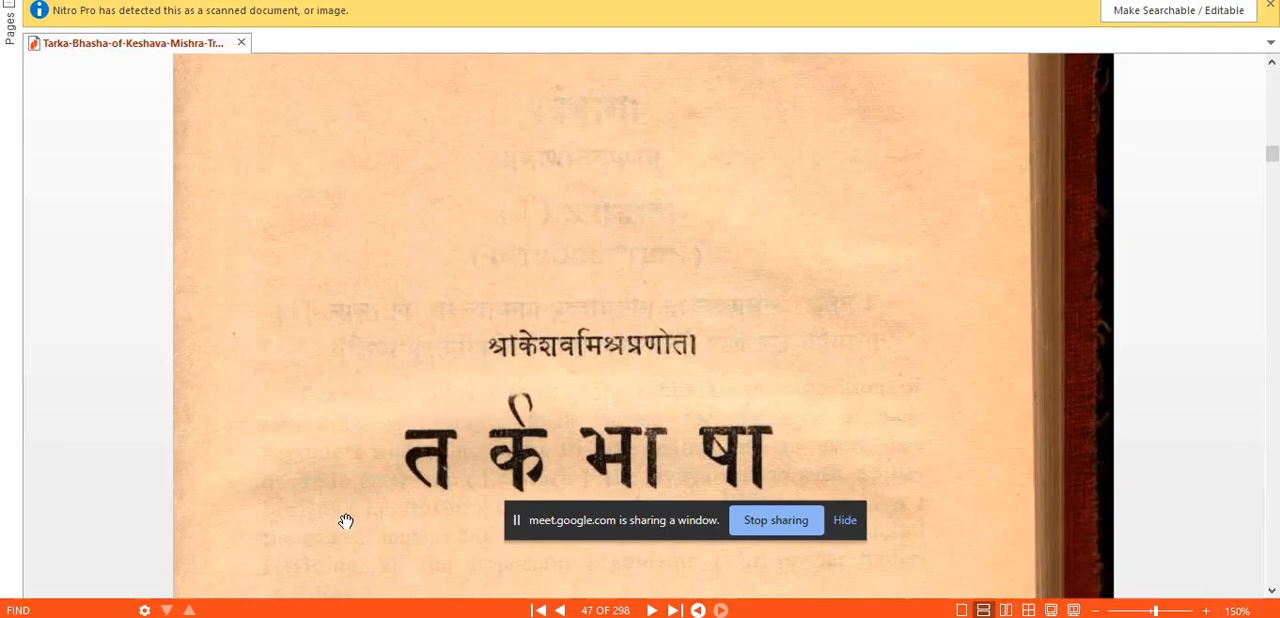 Pages
Nitro Pro has detected this as a scanned document, or image.
Make Searchable / Editable
Tarka-Bhasha-of-Keshava-Mishra-Tr...
श्रीकेशवमिश्रप्रणीता
त र्क भा षा
meet.google.com is sharing a window.
Stop sharing
Hide
FIND
47 OF 298
150%